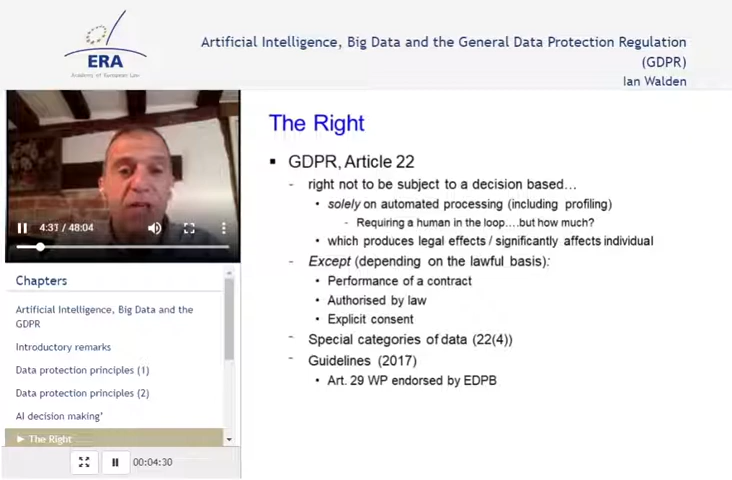 ERA
Academy of European Law
Artificial Intelligence, Big Data and the General Data Protection Regulation
(GDPR)
Ian Walden
4:31 / 48:04
Chapters
Artificial Intelligence, Big Data and the
GDPR
Introductory remarks
Data protection principles (1)
Data protection principles (2)
AI decision making'
▶ The Right
00:04:30
The Right
▪ GDPR, Article 22
- right not to be subject to a decision based…
• solely on automated processing (including profiling)
- Requiring a human in the loop….but how much?
• which produces legal effects / significantly affects individual
- Except (depending on the lawful basis):
• Performance of a contract
• Authorised by law
• Explicit consent
- Special categories of data (22(4))
- Guidelines (2017)
• Art. 29 WP endorsed by EDPB